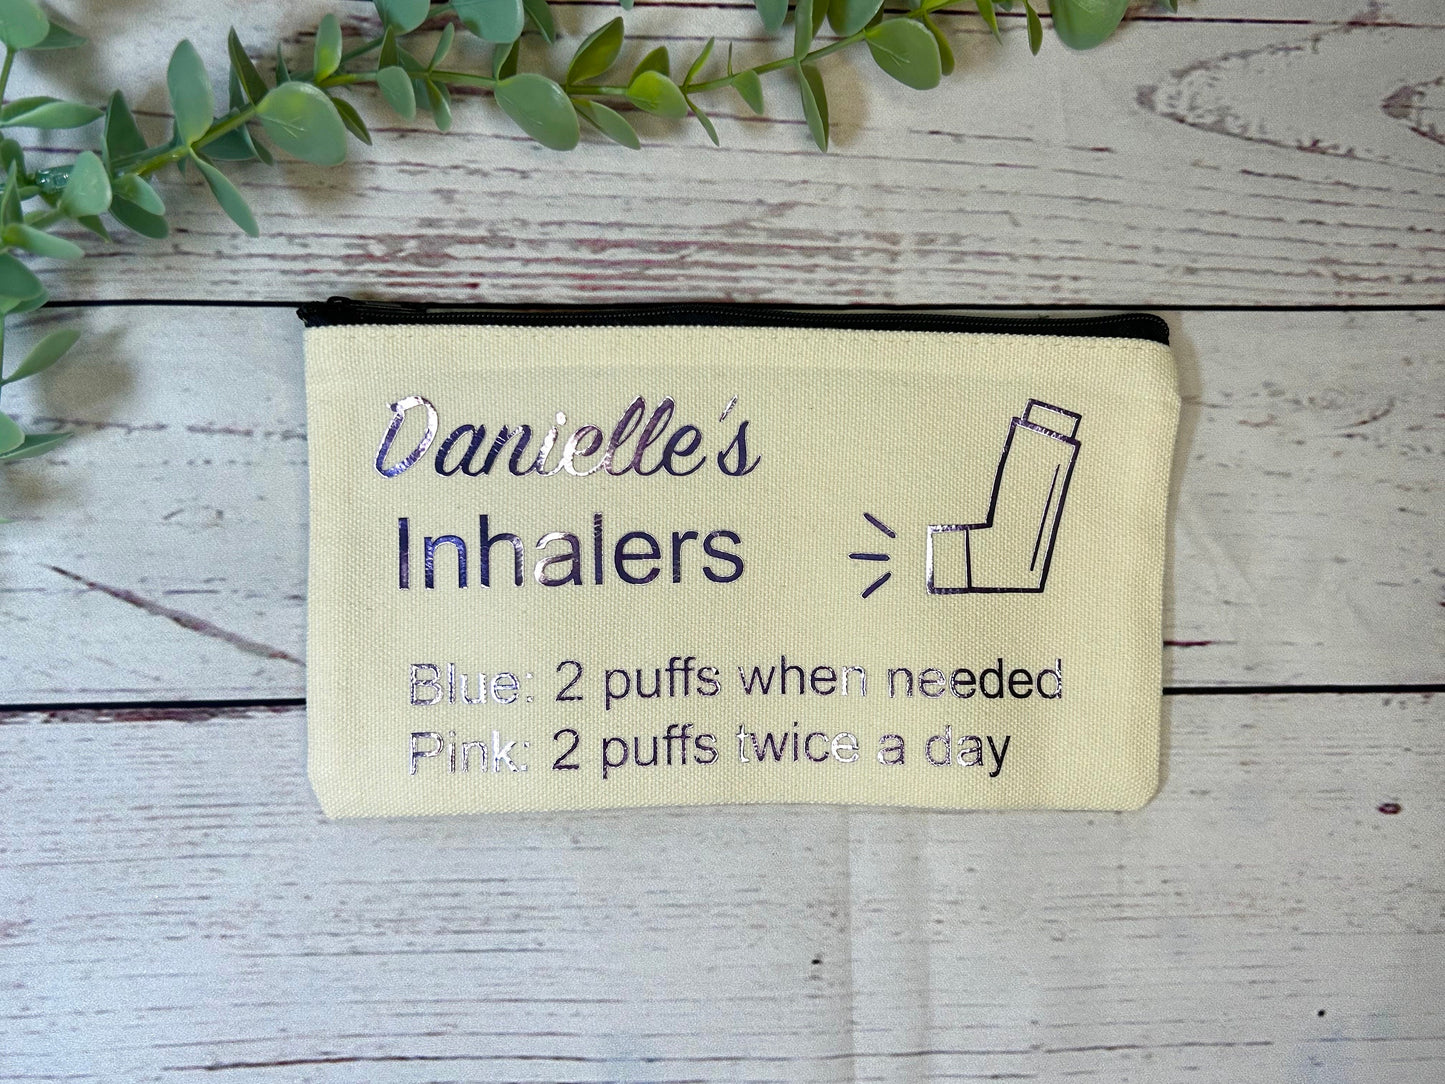 Danielle's
Inhalers
Blue: 2 puffs when needed
Pink: 2 puffs twice a day